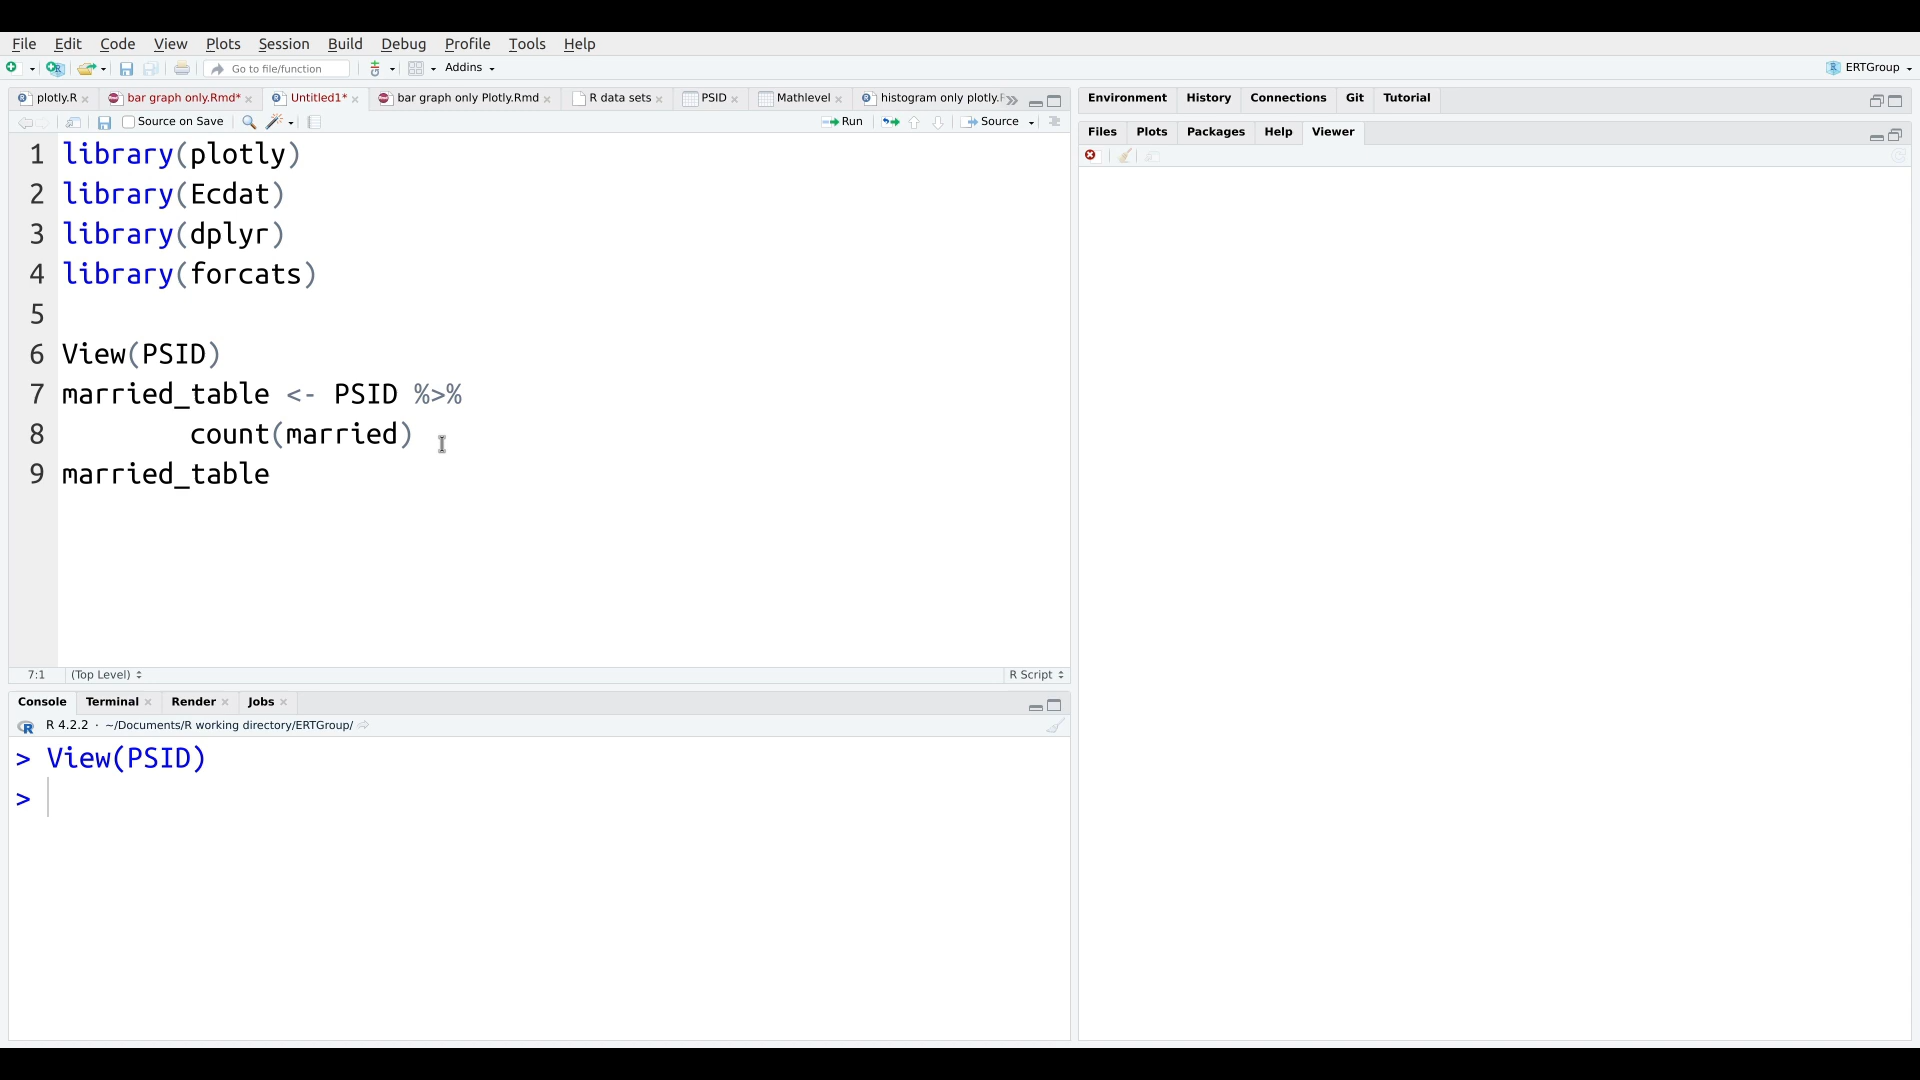 File Edit Code View Plots Session Build Debug Profile Tools Help
Go to file/function Addins ERTGroup
plotly.R bar graph only.Rmd* Untitled1* bar graph only Plotly.Rmd R data sets PSID Mathlevel histogram only plotly.
Source on Save Run Source
1 library(plotly)
2 library(Ecdat)
3 library(dplyr)
4 library(forcats)
5
6 View(PSID)
7 married_table <- PSID %>%
8 count(married)
9 married_table
7:1 (Top Level) R Script
Console Terminal Render Jobs
R 4.2.2 · ~/Documents/R working directory/ERTGroup/
> View(PSID)
>
Environment History Connections Git Tutorial
Files Plots Packages Help Viewer